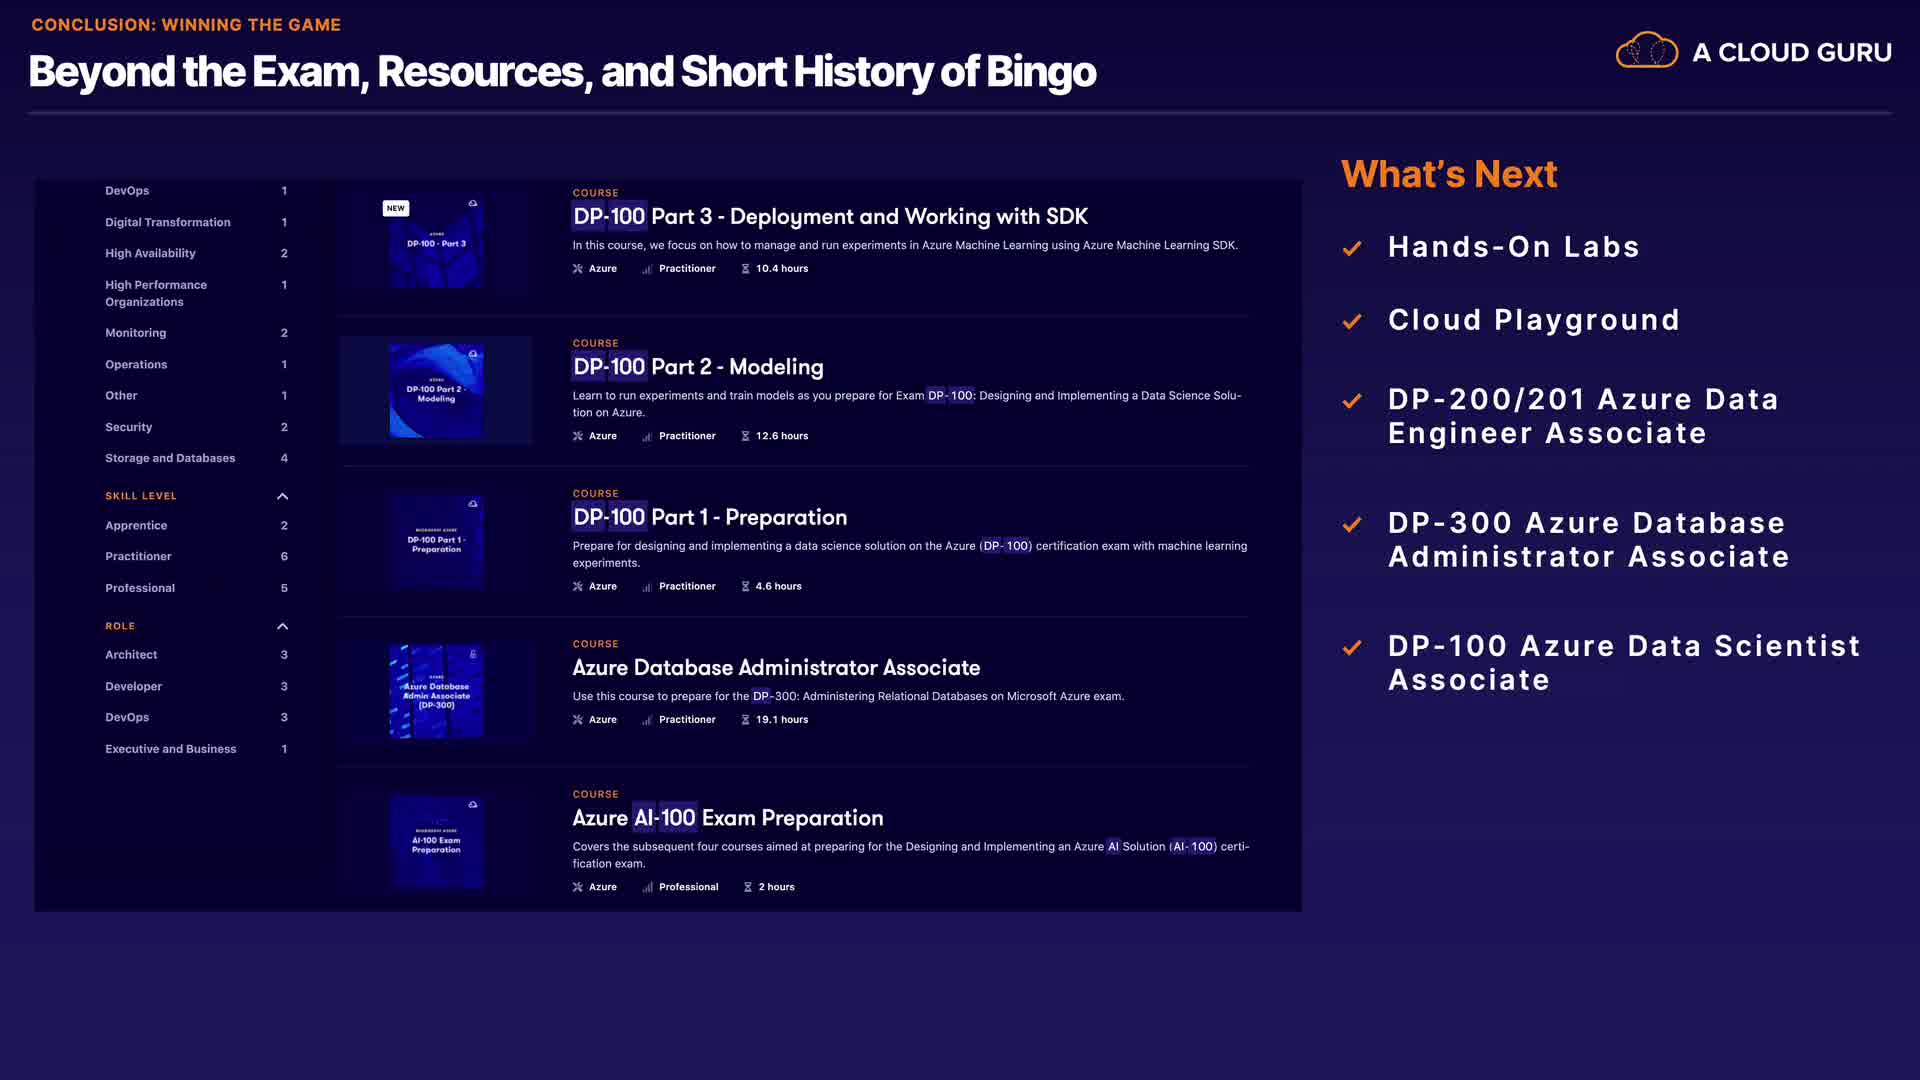 CONCLUSION: WINNING THE GAME
Beyond the Exam, Resources, and Short History of Bingo
A CLOUD GURU
DevOps 1
Digital Transformation 1
High Availability 2
High Performance 1
Organizations
Monitoring 2
Operations 1
Other 1
Security 2
Storage and Databases 4
SKILL LEVEL
Apprentice 2
Practitioner 6
Professional 5
ROLE
Architect 3
Developer 3
DevOps 3
Executive and Business 1
NEW
AZURE
DP-100 - Part 3
COURSE
DP-100 Part 3 - Deployment and Working with SDK
In this course, we focus on how to manage and run experiments in Azure Machine Learning using Azure Machine Learning SDK.
Azure Practitioner 10.4 hours
AZURE
DP-100 Part 2 -
Modeling
COURSE
DP-100 Part 2 - Modeling
Learn to run experiments and train models as you prepare for Exam DP-100: Designing and Implementing a Data Science Solu-
tion on Azure.
Azure Practitioner 12.6 hours
MICROSOFT AZURE
DP-100 Part 1 -
Preparation
COURSE
DP-100 Part 1 - Preparation
Prepare for designing and implementing a data science solution on the Azure (DP-100) certification exam with machine learning
experiments.
Azure Practitioner 4.6 hours
AZURE
Azure Database
Admin Associate
(DP-300)
COURSE
Azure Database Administrator Associate
Use this course to prepare for the DP-300: Administering Relational Databases on Microsoft Azure exam.
Azure Practitioner 19.1 hours
MICROSOFT AZURE
AI-100 Exam
Preparation
COURSE
Azure AI-100 Exam Preparation
Covers the subsequent four courses aimed at preparing for the Designing and Implementing an Azure AI Solution (AI-100) certi-
fication exam.
Azure Professional 2 hours
What's Next
Hands-On Labs
Cloud Playground
DP-200/201 Azure Data
Engineer Associate
DP-300 Azure Database
Administrator Associate
DP-100 Azure Data Scientist
Associate